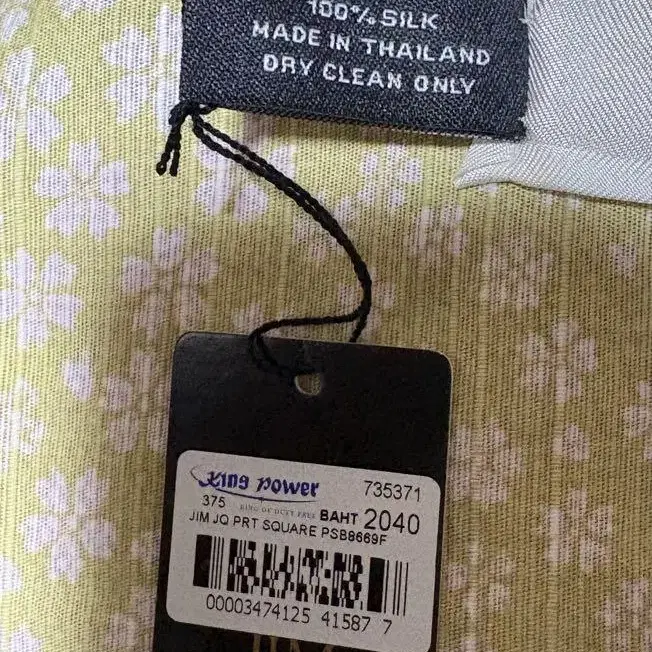 100% SILK
MADE IN THAILAND
DRY CLEAN ONLY
King Power 735371
375 KING OF DUTY FREE BAHT 2040
JIM JQ PRT SQUARE PSB8669F
00003474125 41587 7